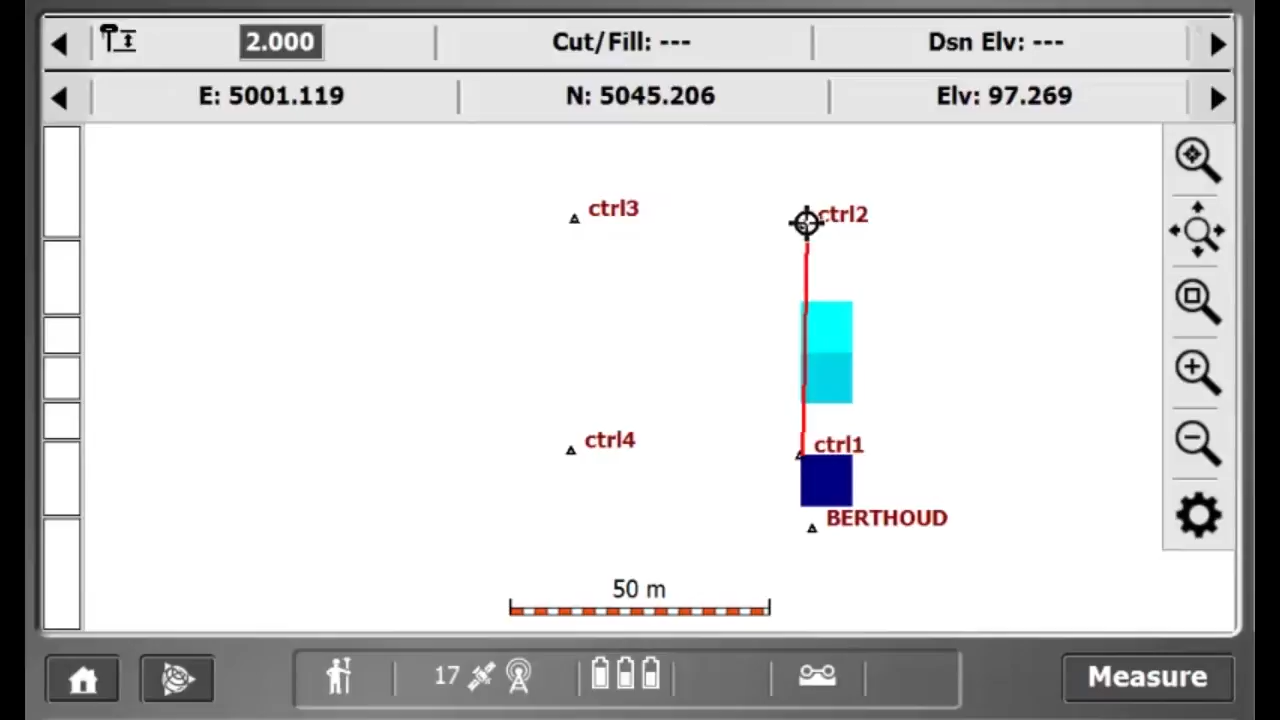 2.000 Cut/Fill: --- Dsn Elv: ---
E: 5001.119 N: 5045.206 Elv: 97.269
ctrl3 ctrl2
ctrl4 ctrl1
BERTHOUD
50 m
17 Measure